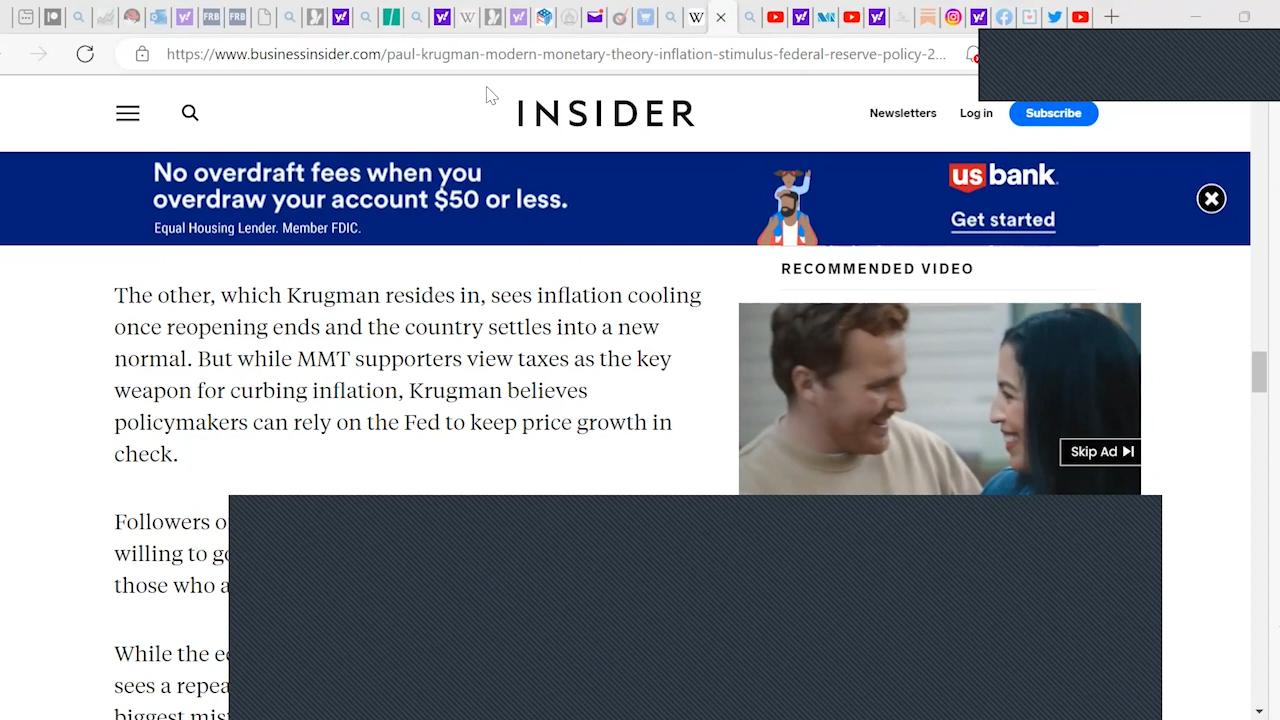 FRB
FRB
https://www.businessinsider.com/paul-krugman-modern-monetary-theory-inflation-stimulus-federal-reserve-policy-2...
INSIDER
Newsletters
Log in
Subscribe
No overdraft fees when you
overdraw your account $50 or less.
Equal Housing Lender. Member FDIC.
us bank.
Get started
RECOMMENDED VIDEO
The other, which Krugman resides in, sees inflation cooling
once reopening ends and the country settles into a new
normal. But while MMT supporters view taxes as the key
weapon for curbing inflation, Krugman believes
policymakers can rely on the Fed to keep price growth in
check.
Skip Ad
Followers
willing to
those who
While the
sees a
biggest